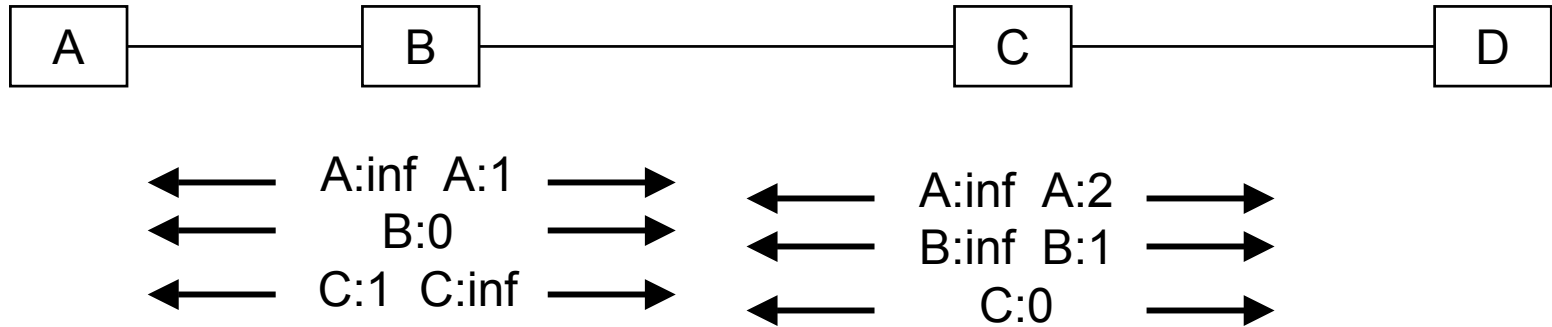 A B C D
A:inf A:1
B:0
C:1 C:inf
A:inf A:2
B:inf B:1
C:0